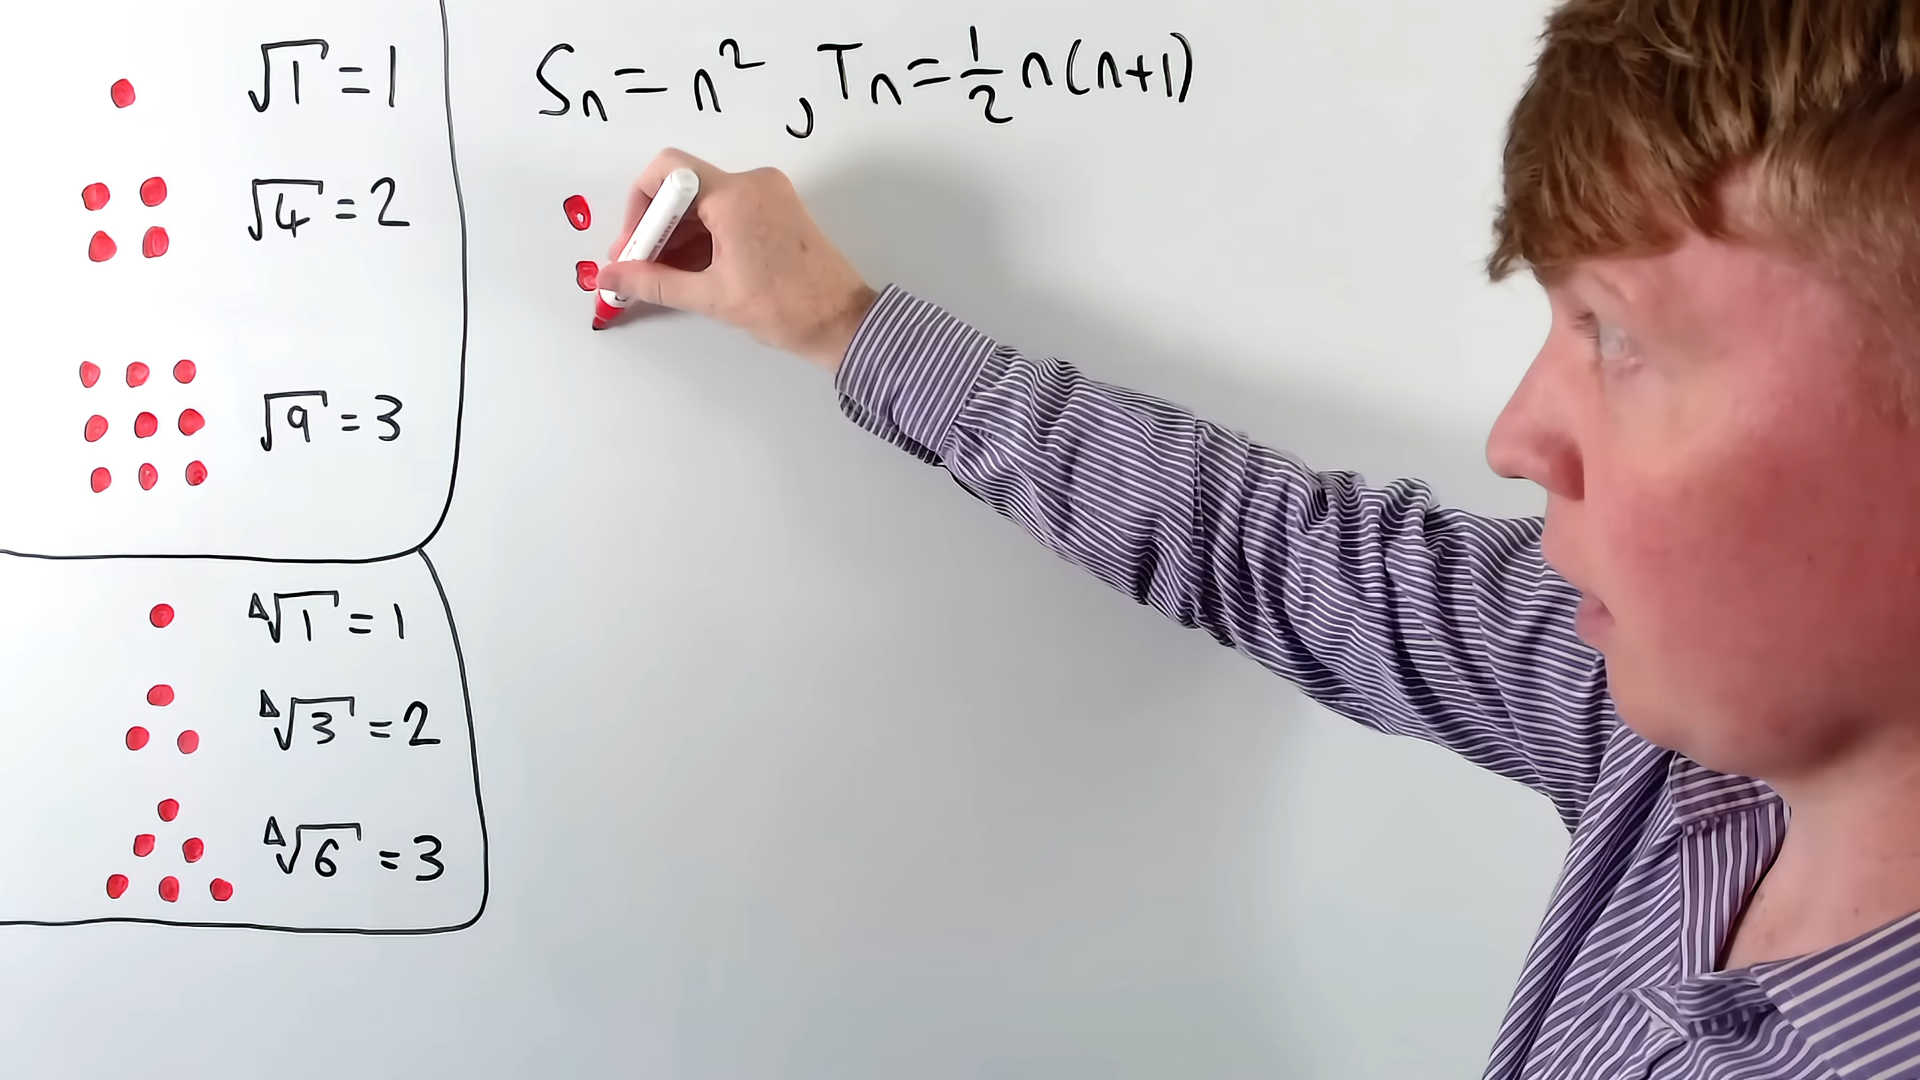 √1 = 1
√4 = 2
√9 = 3
Sn = n², Tn = ½n(n+1)
∆√1 = 1
∆√3 = 2
∆√6 = 3